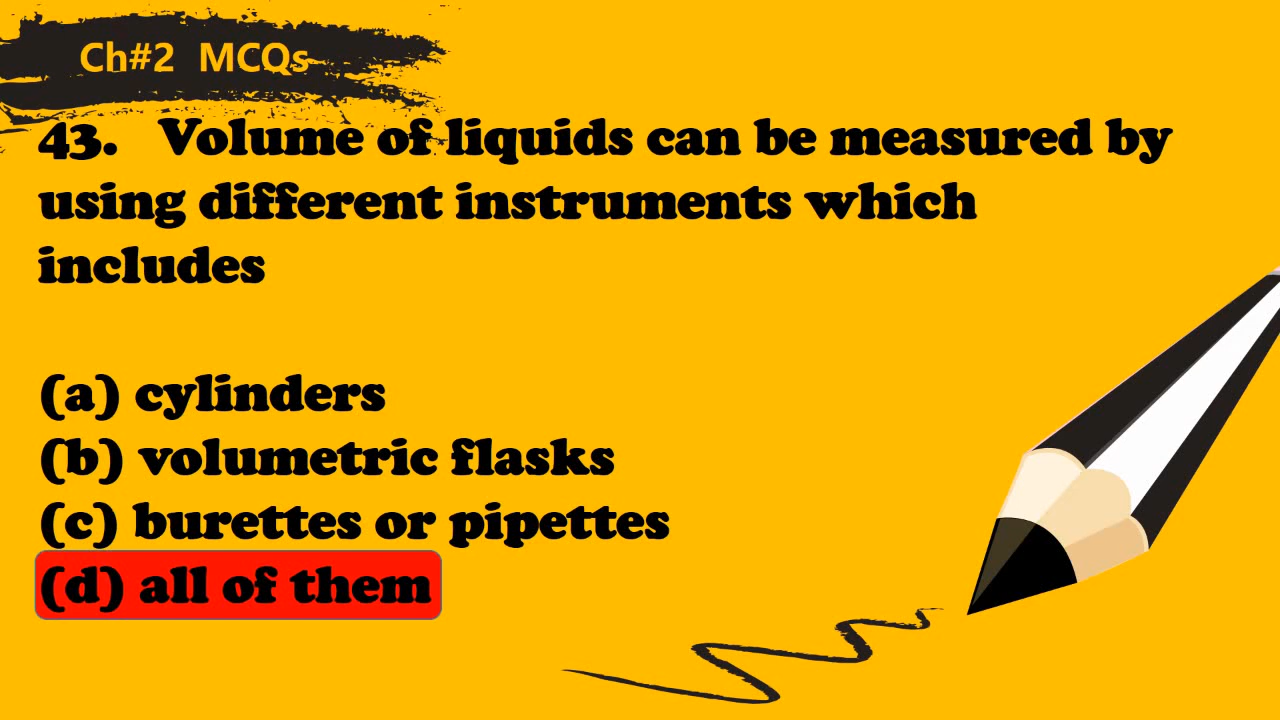 Ch#2 MCQs
43. Volume of liquids can be measured by
using different instruments which
includes
(a) cylinders
(b) volumetric flasks
(c) burettes or pipettes
(d) all of them